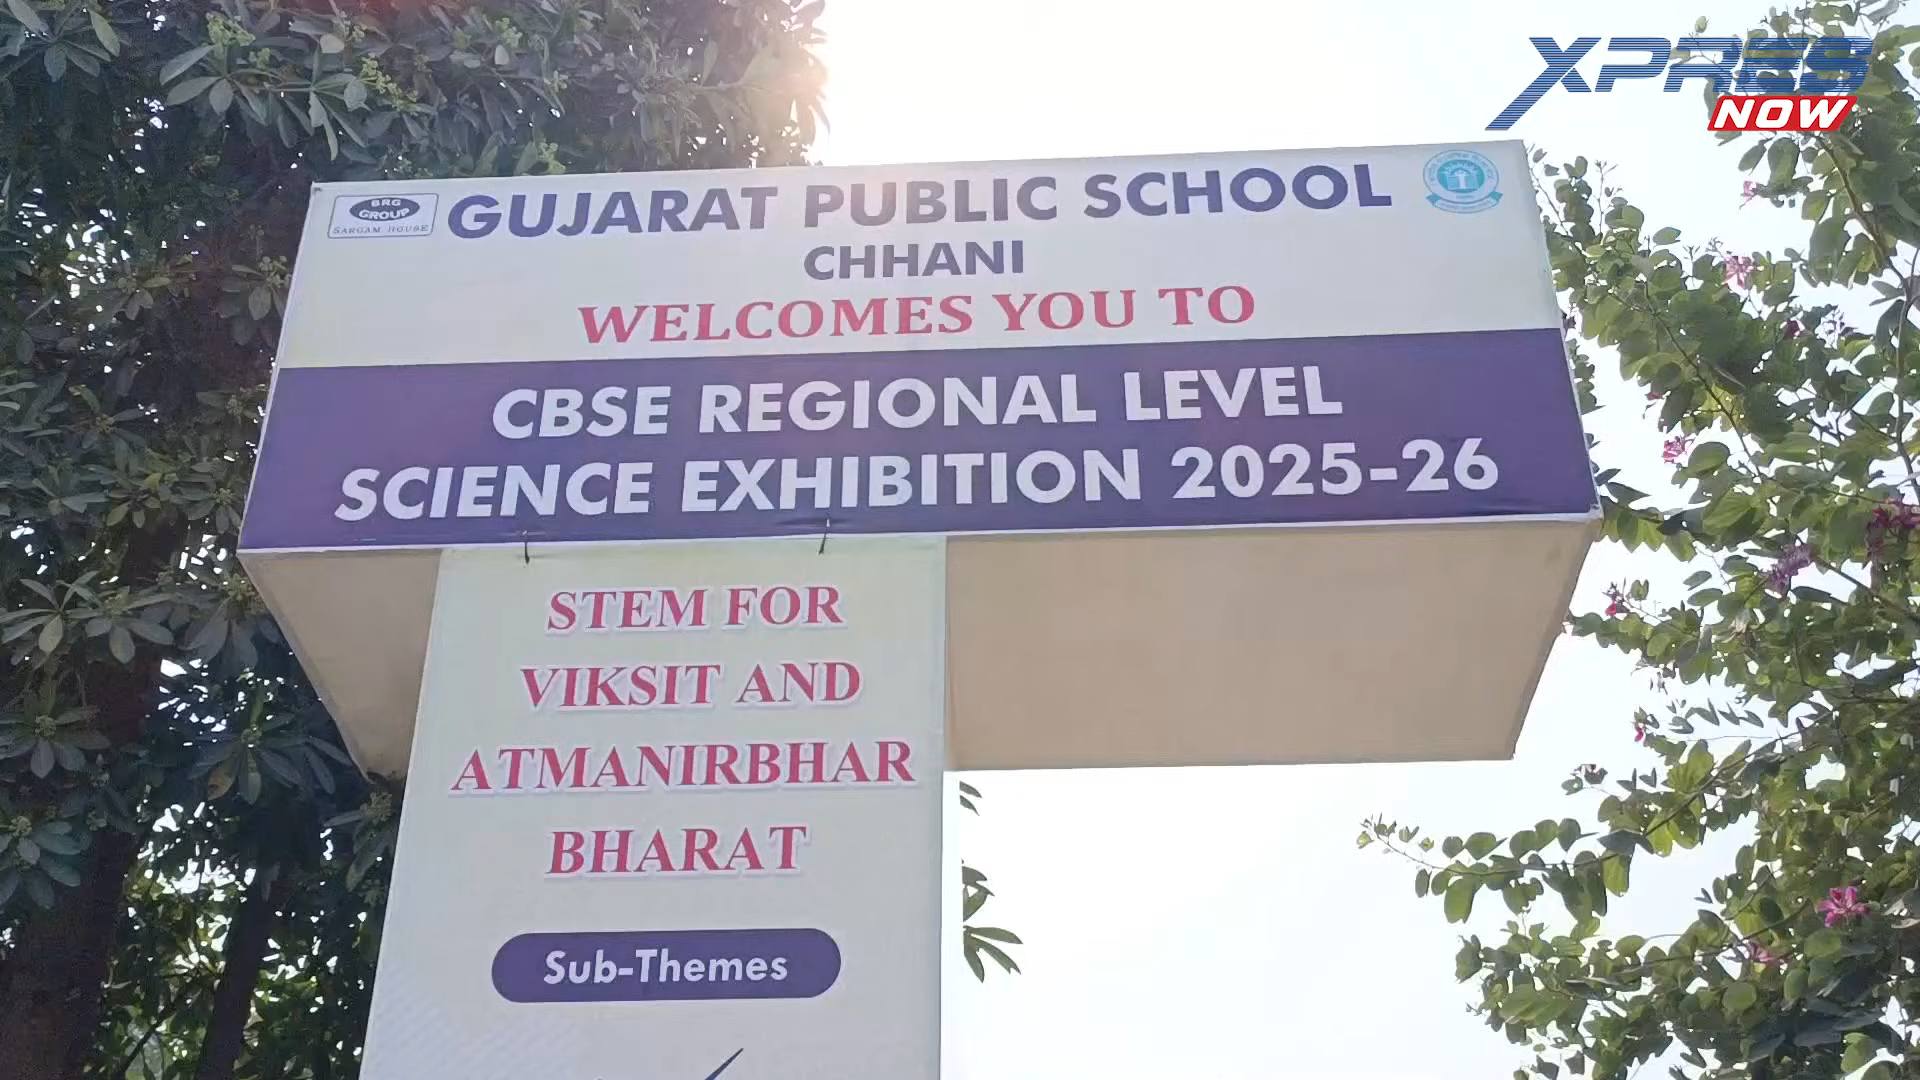 XPRES
NOW
BRG
GROUP
SARGAM HOUSE
GUJARAT PUBLIC SCHOOL
CHHANI
WELCOMES YOU TO
CBSE REGIONAL LEVEL
SCIENCE EXHIBITION 2025-26
STEM FOR
VIKSIT AND
ATMANIRBHAR
BHARAT
Sub-Themes